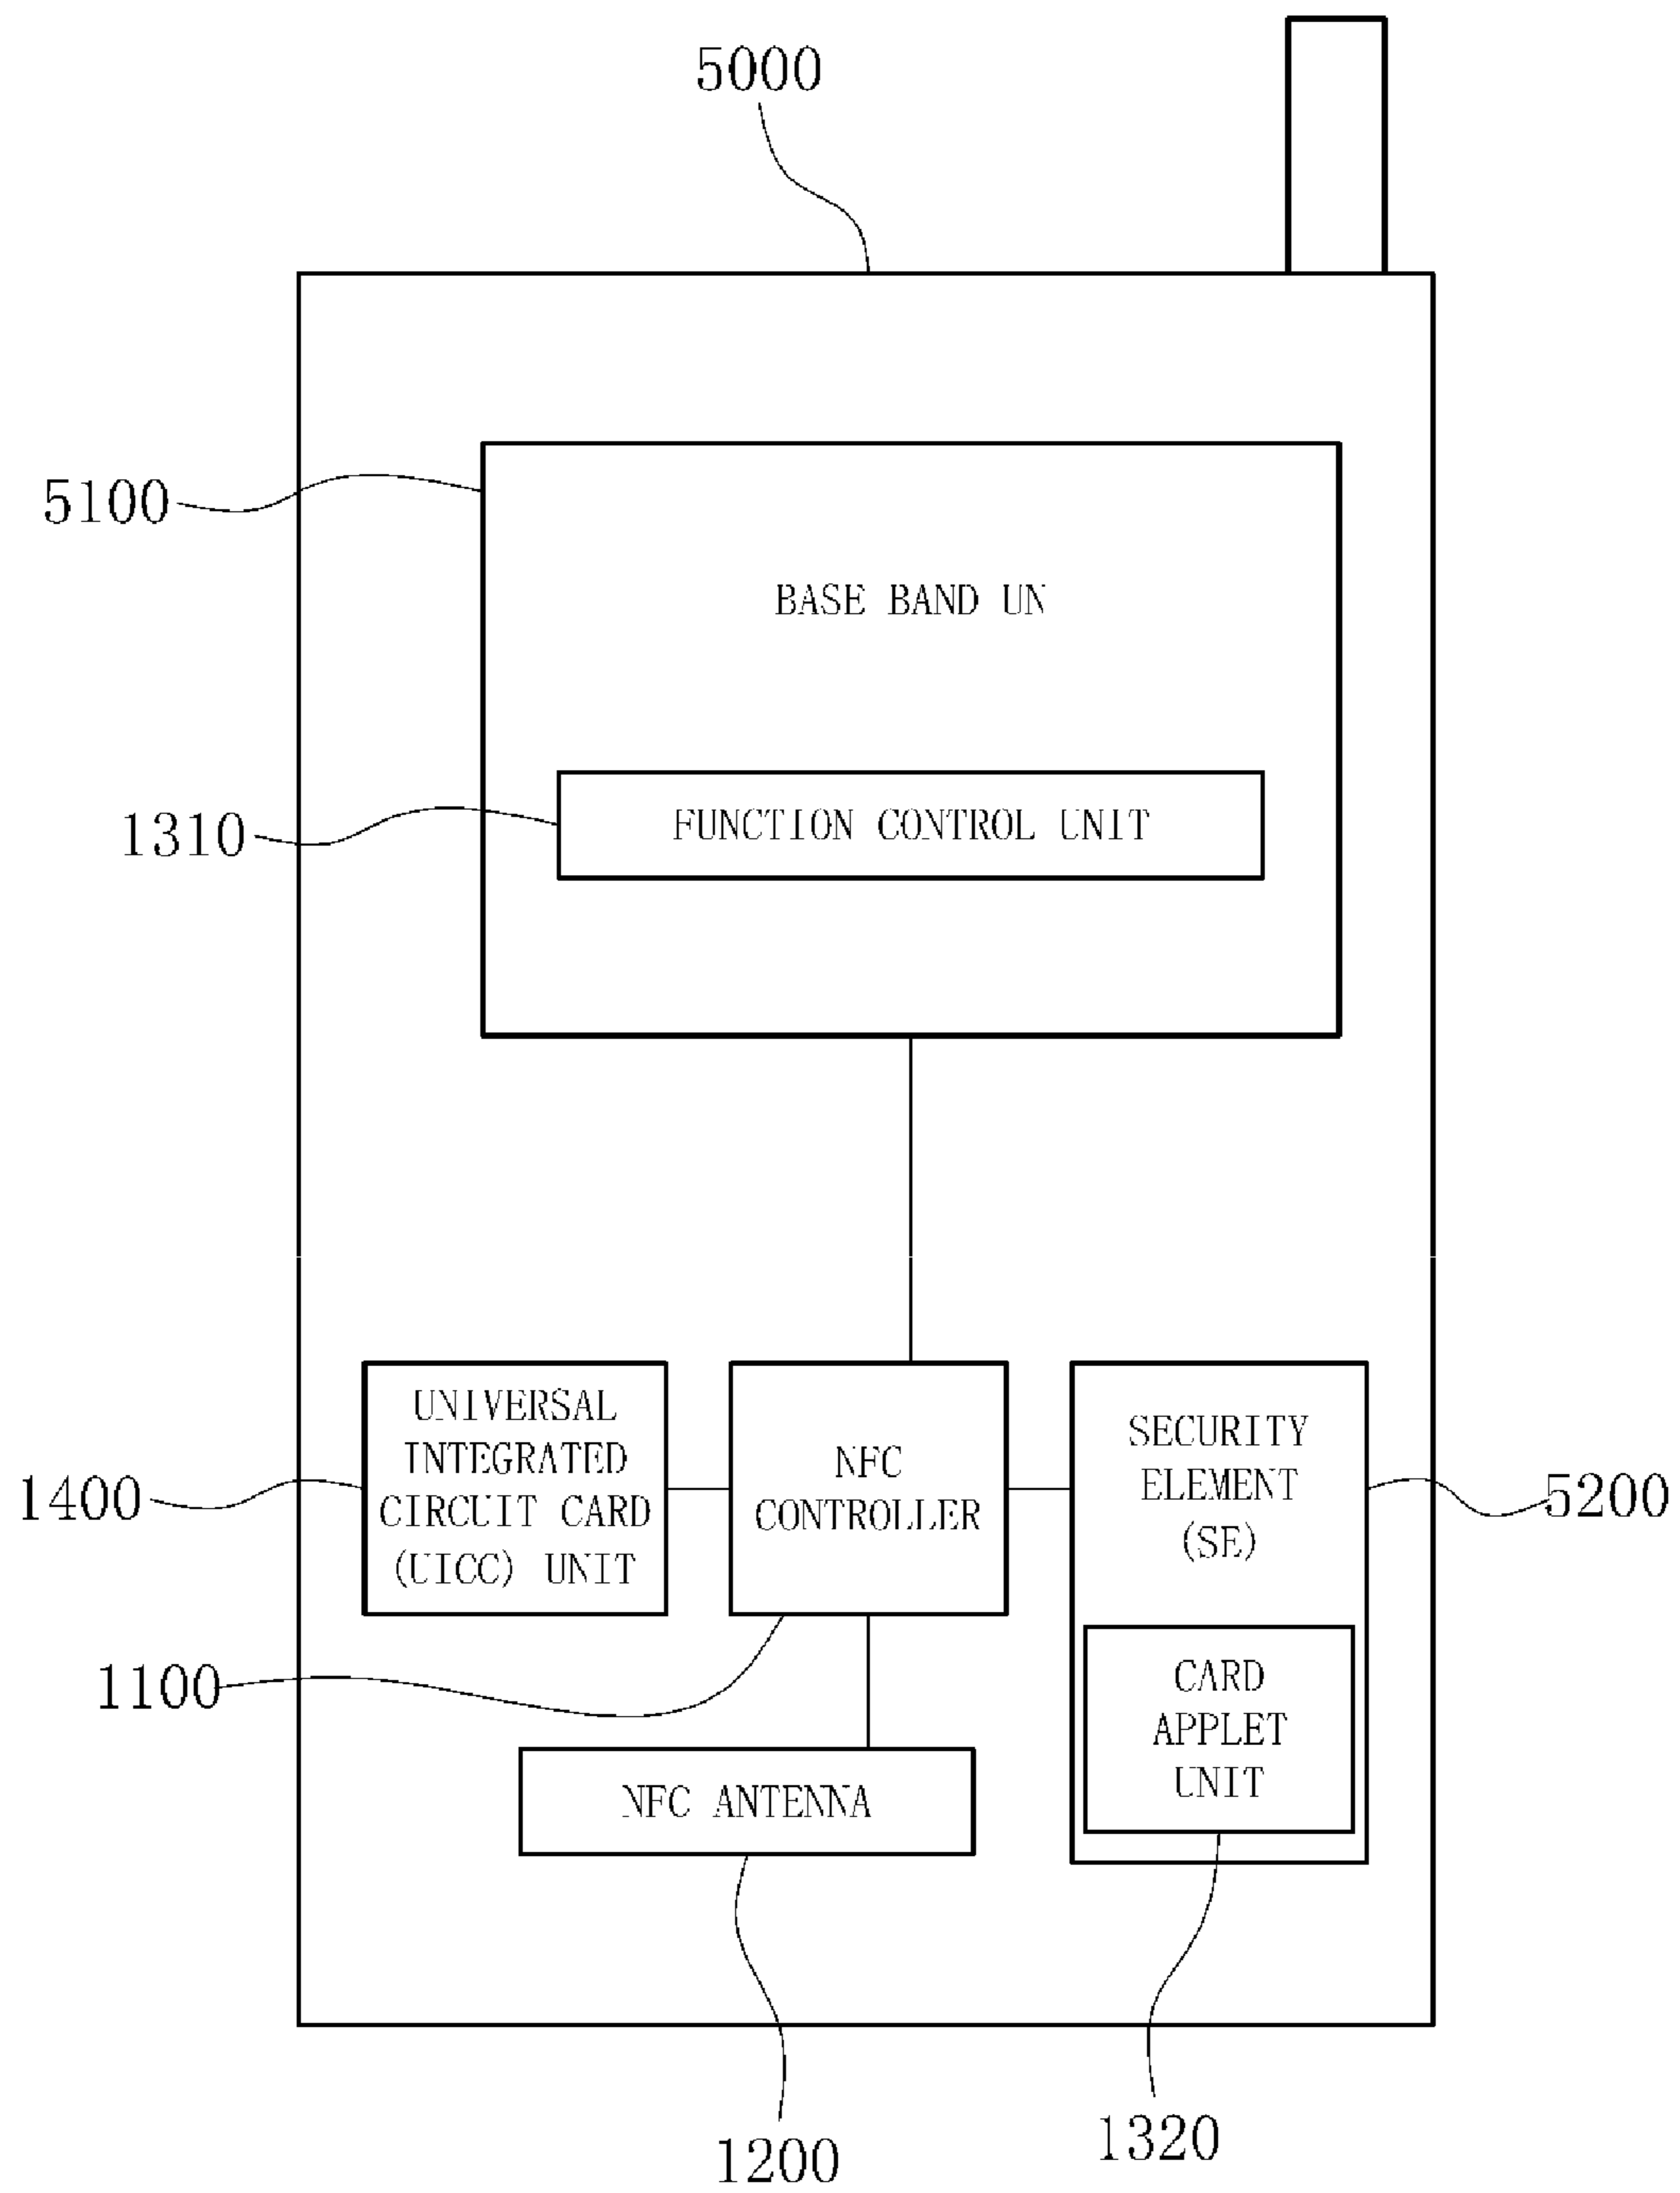 5000
5100
BASE BAND UN
1310
FUNCTION CONTROL UNIT
1400
UNIVERSAL
INTEGRATED
CIRCUIT CARD
(UICC) UNIT
NFC
CONTROLLER
SECURITY
ELEMENT
(SE)
5200
1100
CARD
APPLET
UNIT
NFC ANTENNA
1200
1320